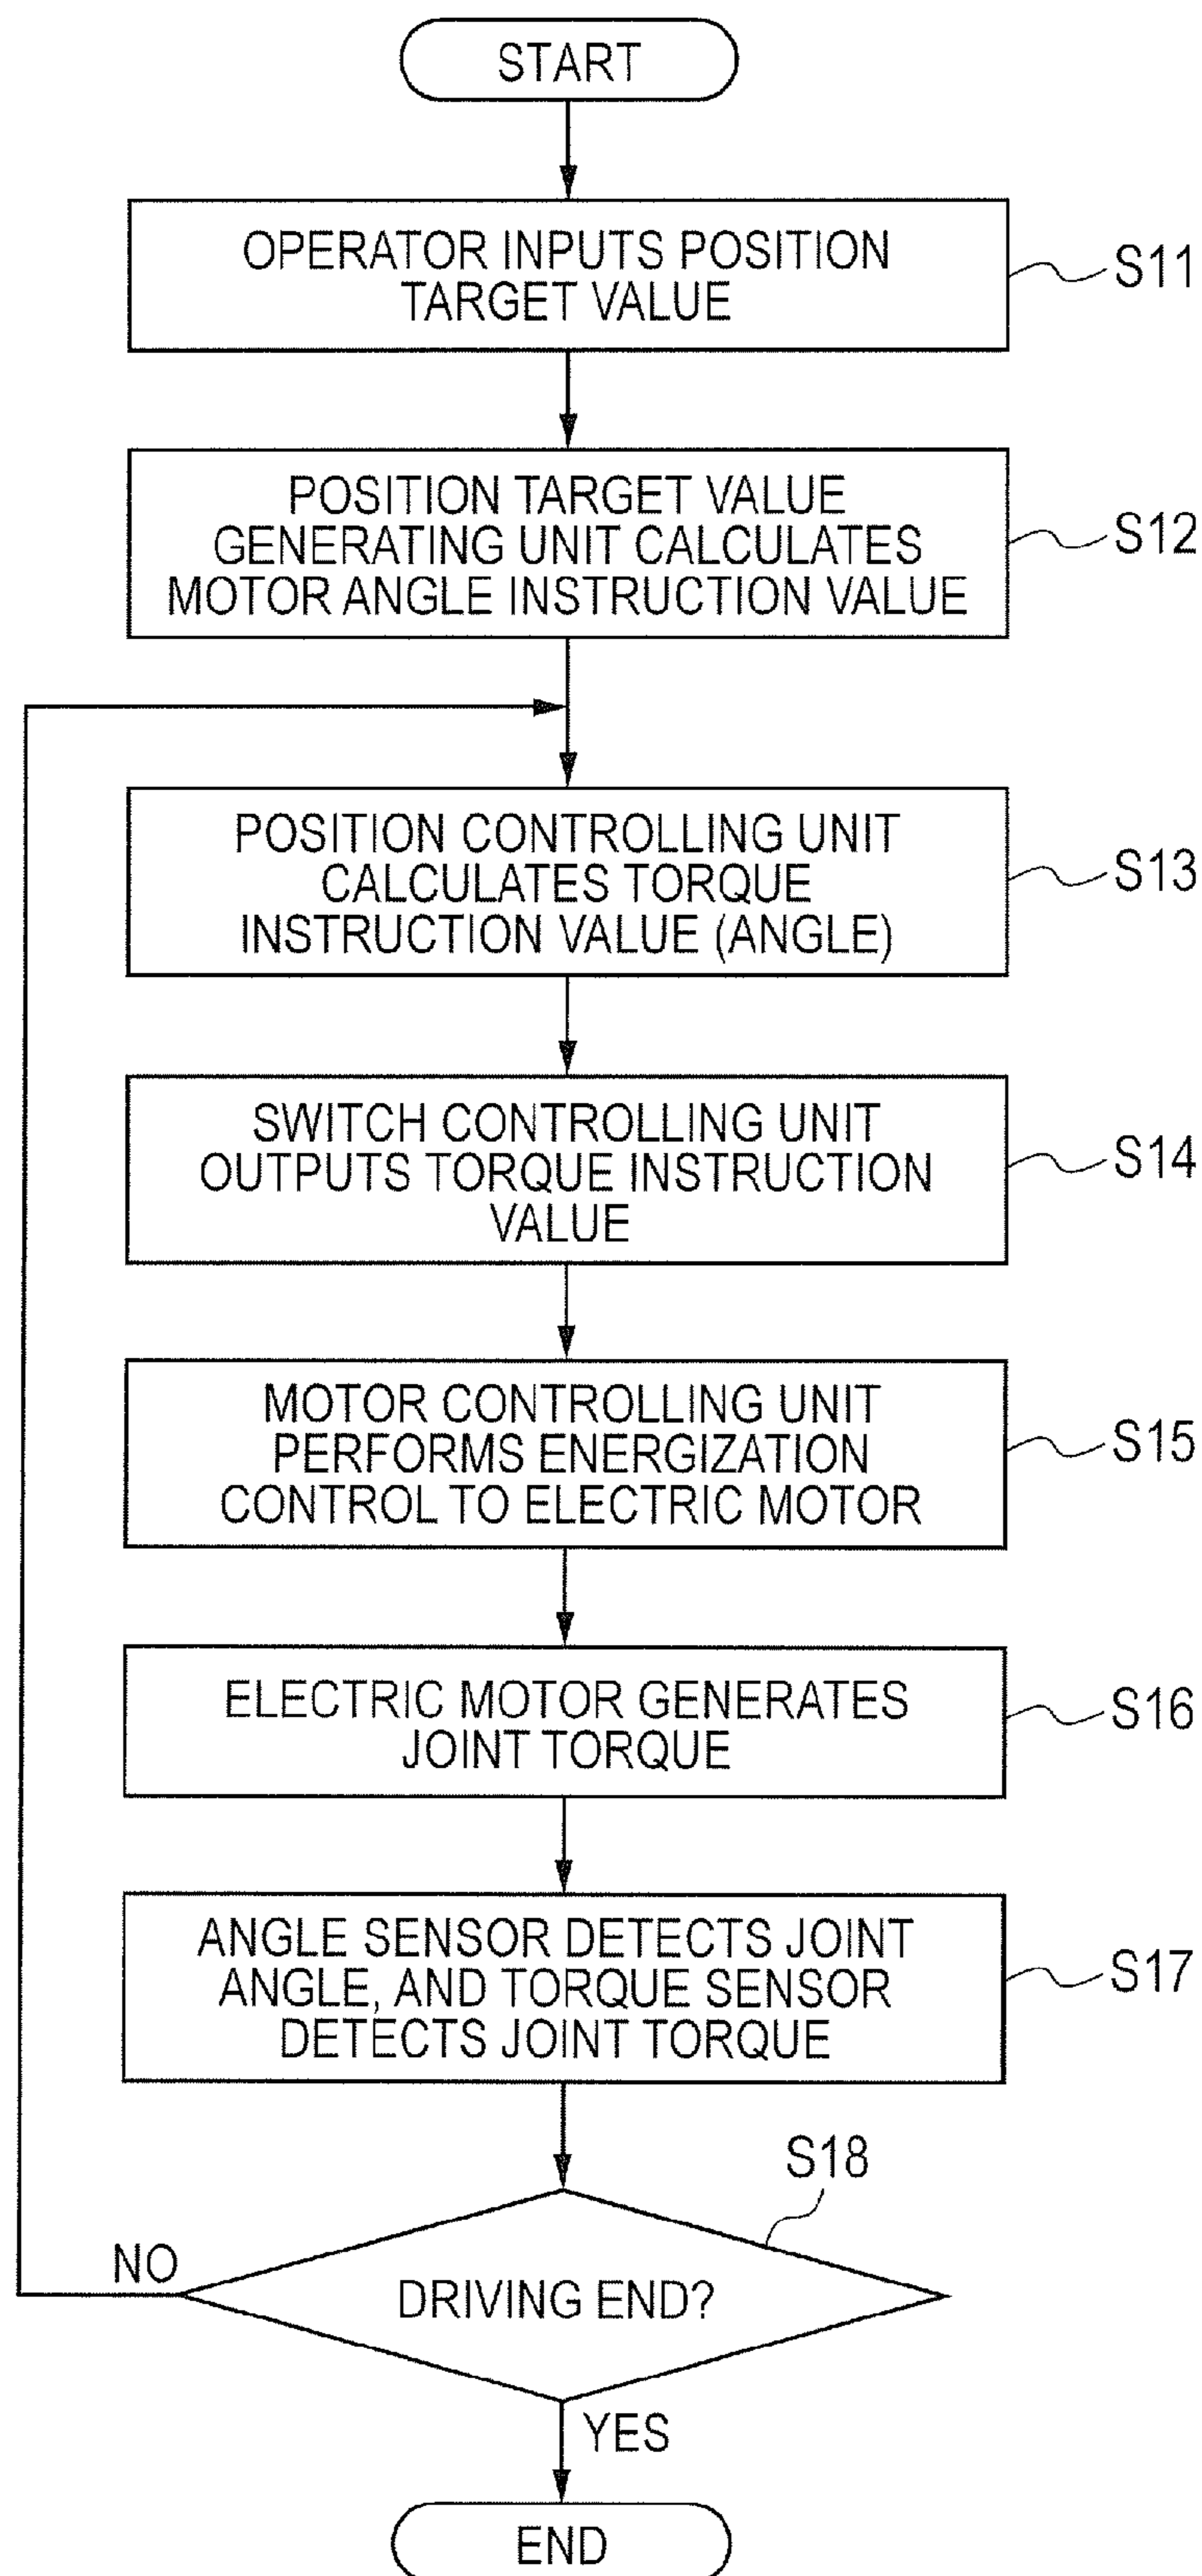 START
OPERATOR INPUTS POSITION
TARGET VALUE
S11
POSITION TARGET VALUE
GENERATING UNIT CALCULATES
MOTOR ANGLE INSTRUCTION VALUE
S12
POSITION CONTROLLING UNIT
CALCULATES TORQUE
INSTRUCTION VALUE (ANGLE)
S13
SWITCH CONTROLLING UNIT
OUTPUTS TORQUE INSTRUCTION
VALUE
S14
MOTOR CONTROLLING UNIT
PERFORMS ENERGIZATION
CONTROL TO ELECTRIC MOTOR
S15
ELECTRIC MOTOR GENERATES
JOINT TORQUE
S16
ANGLE SENSOR DETECTS JOINT
ANGLE, AND TORQUE SENSOR
DETECTS JOINT TORQUE
S17
S18
NO
DRIVING END?
YES
END